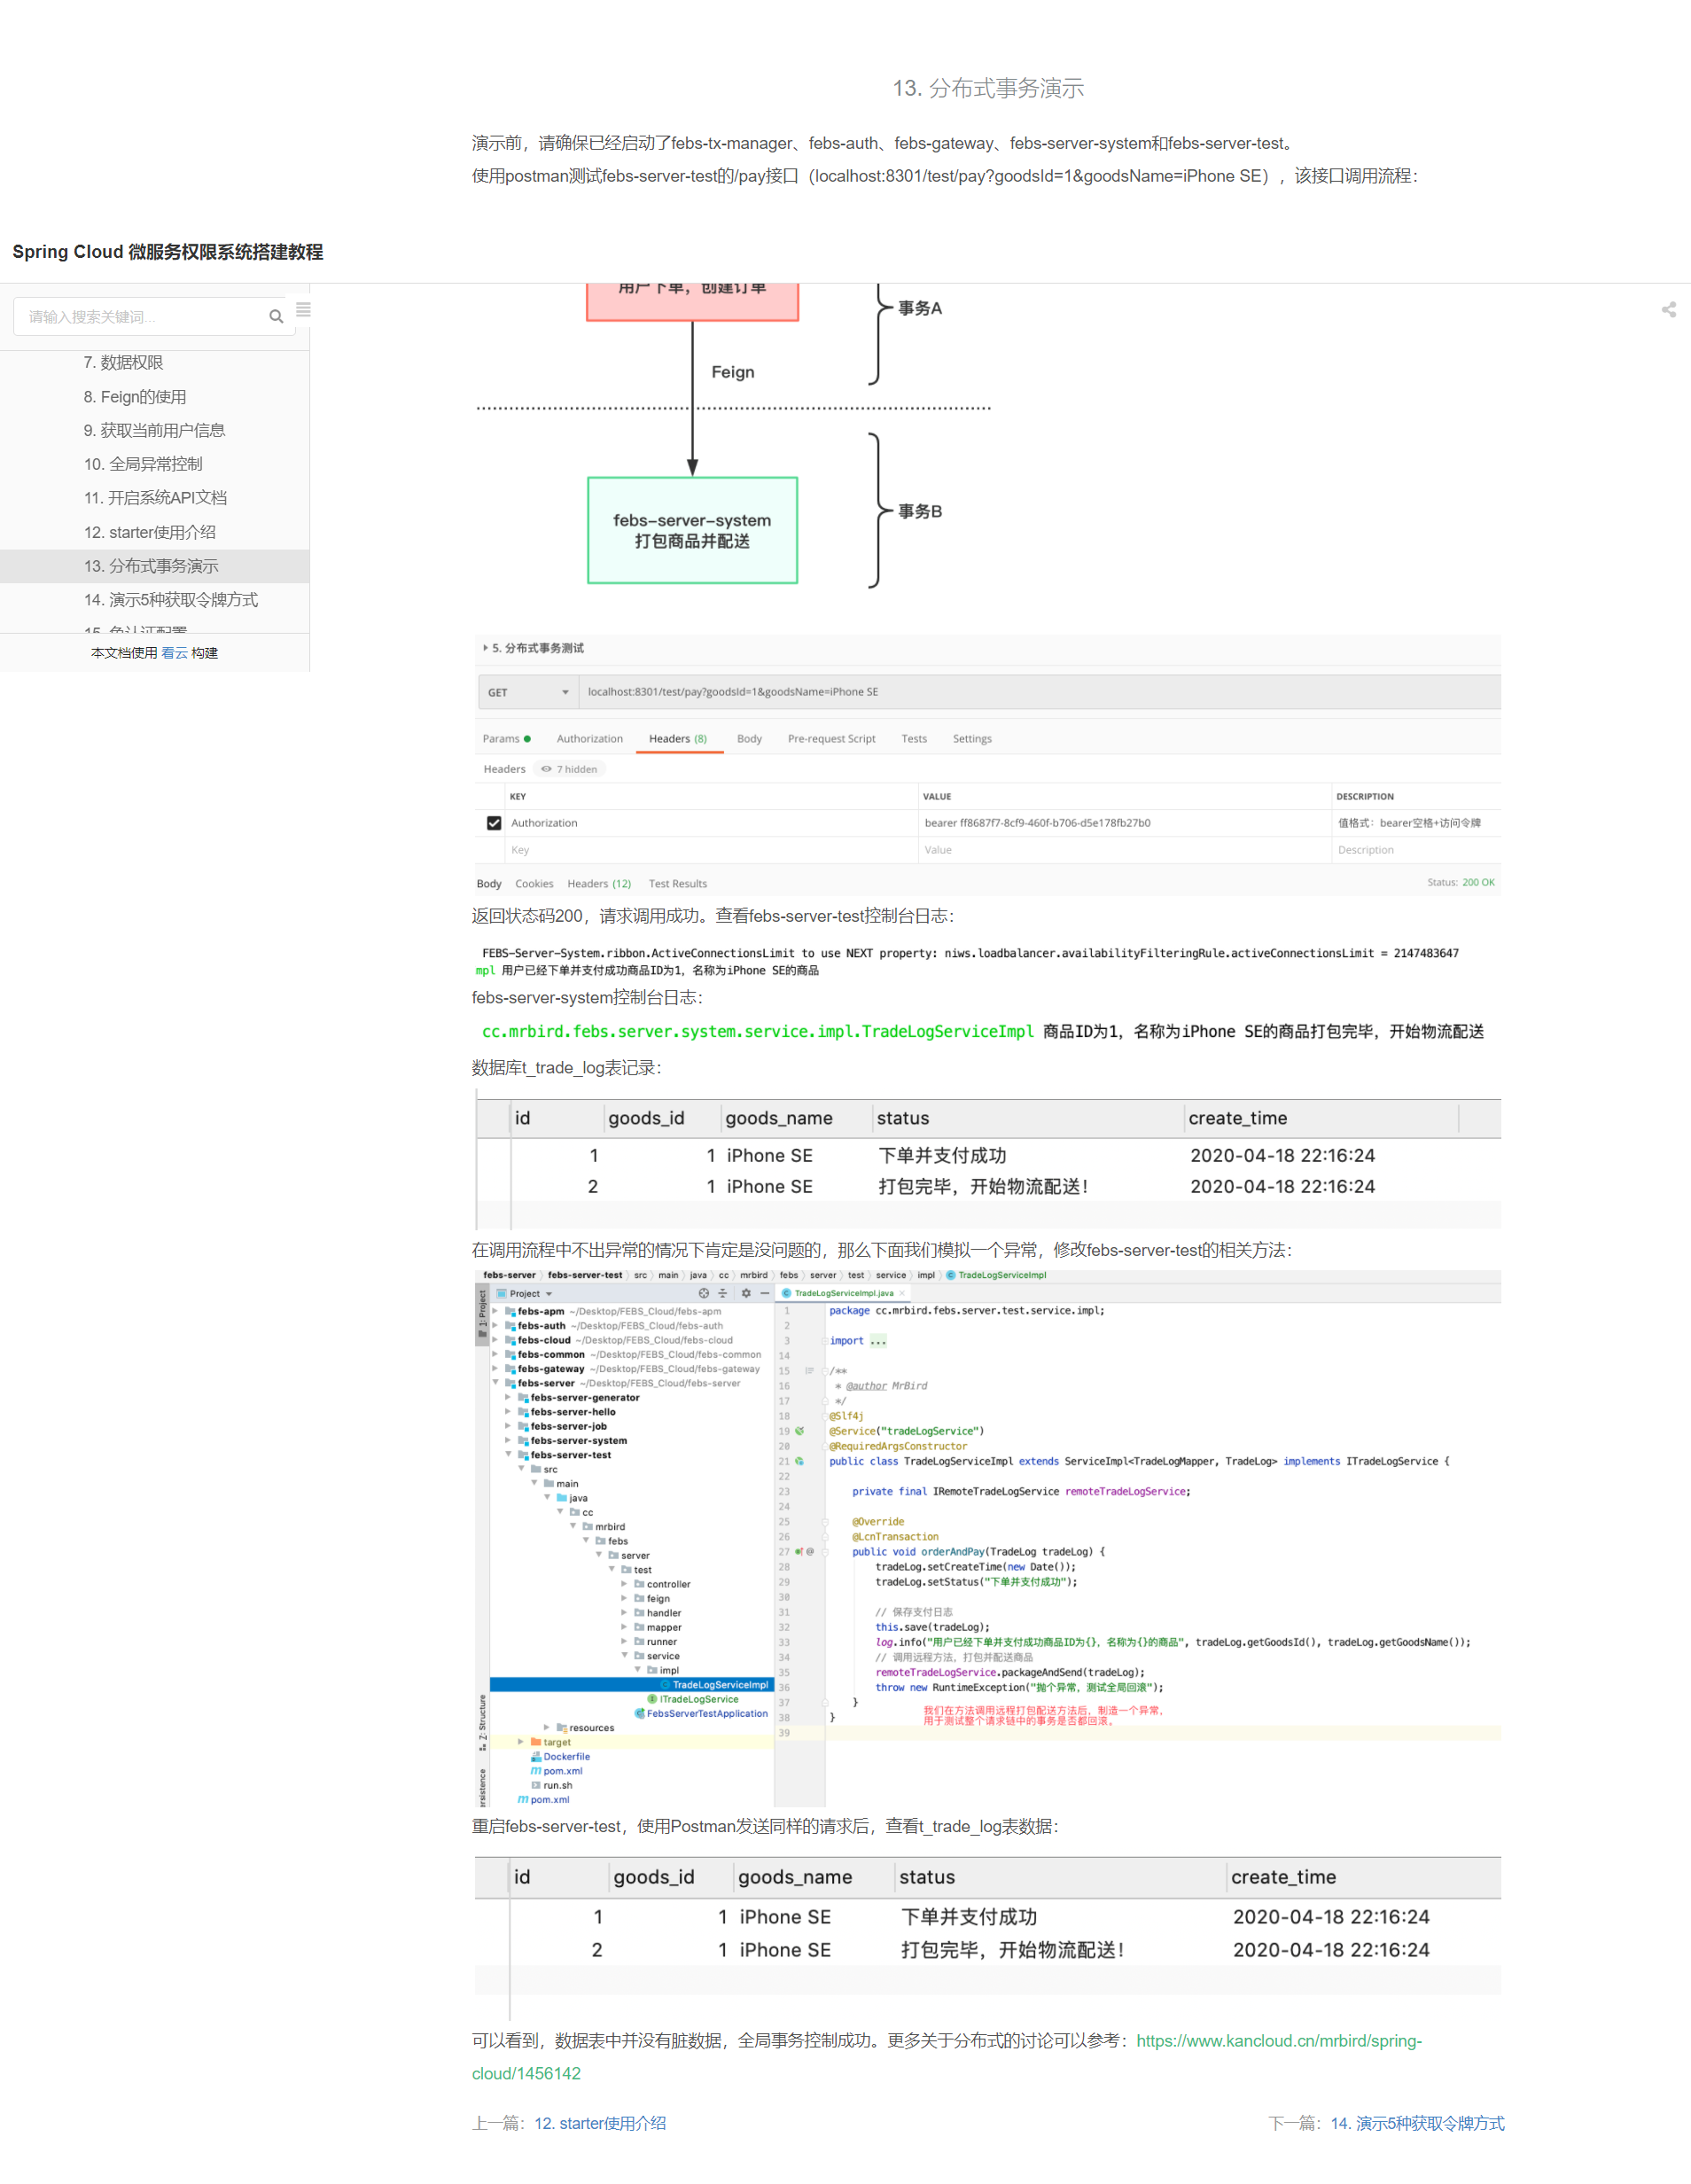 13. 分布式事务演示
演示前，请确保已经启动了febs-tx-manager、febs-auth、febs-gateway、febs-server-system和febs-server-test。
使用postman测试febs-server-test的/pay接口（localhost:8301/test/pay?goodsId=1&goodsName=iPhone SE），该接口调用流程：
Spring Cloud 微服务权限系统搭建教程
请输入搜索关键词...
7. 数据权限
8. Feign的使用
9. 获取当前用户信息
10. 全局异常控制
11. 开启系统API文档
12. starter使用介绍
13. 分布式事务演示
14. 演示5种获取令牌方式
15. 免认证配置
本文档使用 看云 构建
用户下单，创建订单
事务A
Feign
febs-server-system
打包商品并配送
事务B
5. 分布式事务测试
GET localhost:8301/test/pay?goodsId=1&goodsName=iPhone SE
Params Authorization Headers (8) Body Pre-request Script Tests Settings
Headers 7 hidden
KEY VALUE DESCRIPTION
Authorization bearer ff8687f7-8cf9-460f-b706-d5e178fb27b0 值格式：bearer空格+访问令牌
Key Value Description
Body Cookies Headers (12) Test Results Status: 200 OK
返回状态码200，请求调用成功。查看febs-server-test控制台日志：
FEBS-Server-System.ribbon.ActiveConnectionsLimit to use NEXT property: niws.loadbalancer.availabilityFilteringRule.activeConnectionsLimit = 2147483647
mpl 用户已经下单并支付成功商品ID为1，名称为iPhone SE的商品
febs-server-system控制台日志：
cc.mrbird.febs.server.system.service.impl.TradeLogServiceImpl 商品ID为1，名称为iPhone SE的商品打包完毕，开始物流配送
数据库t_trade_log表记录：
id goods_id goods_name status create_time
1 1 iPhone SE 下单并支付成功 2020-04-18 22:16:24
2 1 iPhone SE 打包完毕，开始物流配送！ 2020-04-18 22:16:24
在调用流程中不出异常的情况下肯定是没问题的，那么下面我们模拟一个异常，修改febs-server-test的相关方法：
febs-server febs-server-test src main java cc mrbird febs server test service impl TradeLogServiceImpl
1: Project
Z: Structure
ersistence
Project
febs-apm ~/Desktop/FEBS_Cloud/febs-apm
febs-auth ~/Desktop/FEBS_Cloud/febs-auth
febs-cloud ~/Desktop/FEBS_Cloud/febs-cloud
febs-common ~/Desktop/FEBS_Cloud/febs-common
febs-gateway ~/Desktop/FEBS_Cloud/febs-gateway
febs-server ~/Desktop/FEBS_Cloud/febs-server
febs-server-generator
febs-server-hello
febs-server-job
febs-server-system
febs-server-test
src
main
java
cc
mrbird
febs
server
test
controller
feign
handler
mapper
runner
service
impl
TradeLogServiceImpl
ITradeLogService
FebsServerTestApplication
resources
target
Dockerfile
pom.xml
run.sh
pom.xml
TradeLogServiceImpl.java
1 package cc.mrbird.febs.server.test.service.impl;
2
3 import ...
14
15 /**
16 * @author MrBird
17 */
18 @Slf4j
19 @Service("tradeLogService")
20 @RequiredArgsConstructor
21 public class TradeLogServiceImpl extends ServiceImpl<TradeLogMapper, TradeLog> implements ITradeLogService {
22
23 private final IRemoteTradeLogService remoteTradeLogService;
24
25 @Override
26 @LcnTransaction
27 public void orderAndPay(TradeLog tradeLog) {
28 tradeLog.setCreateTime(new Date());
29 tradeLog.setStatus("下单并支付成功");
30
31 // 保存支付日志
32 this.save(tradeLog);
33 log.info("用户已经下单并支付成功商品ID为{}，名称为{}的商品", tradeLog.getGoodsId(), tradeLog.getGoodsName());
34 // 调用远程方法，打包并配送商品
35 remoteTradeLogService.packageAndSend(tradeLog);
36 throw new RuntimeException("抛个异常，测试全局回滚");
37 }
38 }
39
我们在方法调用远程打包配送方法后，制造一个异常，
用于测试整个请求链中的事务是否都回滚。
重启febs-server-test，使用Postman发送同样的请求后，查看t_trade_log表数据：
id goods_id goods_name status create_time
1 1 iPhone SE 下单并支付成功 2020-04-18 22:16:24
2 1 iPhone SE 打包完毕，开始物流配送！ 2020-04-18 22:16:24
可以看到，数据表中并没有脏数据，全局事务控制成功。更多关于分布式的讨论可以参考：https://www.kancloud.cn/mrbird/spring-
cloud/1456142
上一篇：12. starter使用介绍 下一篇：14. 演示5种获取令牌方式